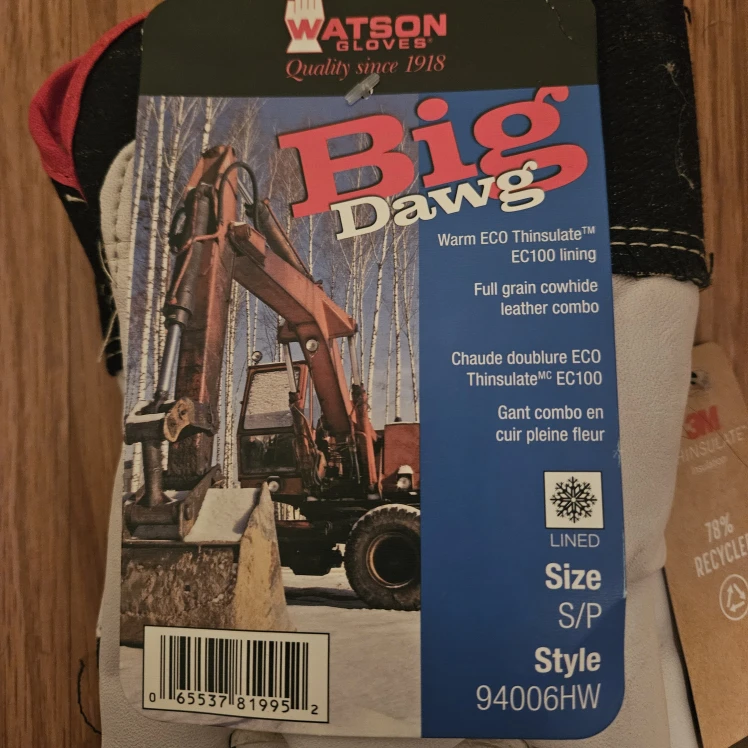 WATSON
GLOVES®
Quality since 1918
Big
Dawg
Warm ECO Thinsulate™
EC100 lining
Full grain cowhide
leather combo
Chaude doublure ECO
Thinsulate MC EC100
Gant combo en
cuir pleine fleur
LINED
Size
S/P
Style
94006HW
0 65537 81995 2
3M
78%